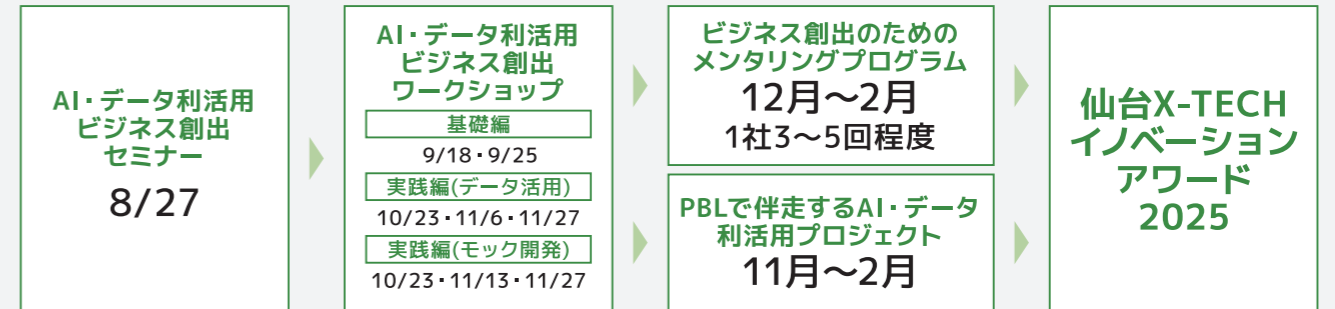 AI・データ利活用
ビジネス創出
セミナー
8/27
AI・データ利活用
ビジネス創出
ワークショップ
基礎編
9/18・9/25
実践編(データ活用)
10/23・11/6・11/27
実践編(モック開発)
10/23・11/13・11/27
ビジネス創出のための
メンタリングプログラム
12月〜2月
1社3〜5回程度
PBLで伴走するAI・データ
利活用プロジェクト
11月〜2月
仙台X-TECH
イノベーション
アワード
2025